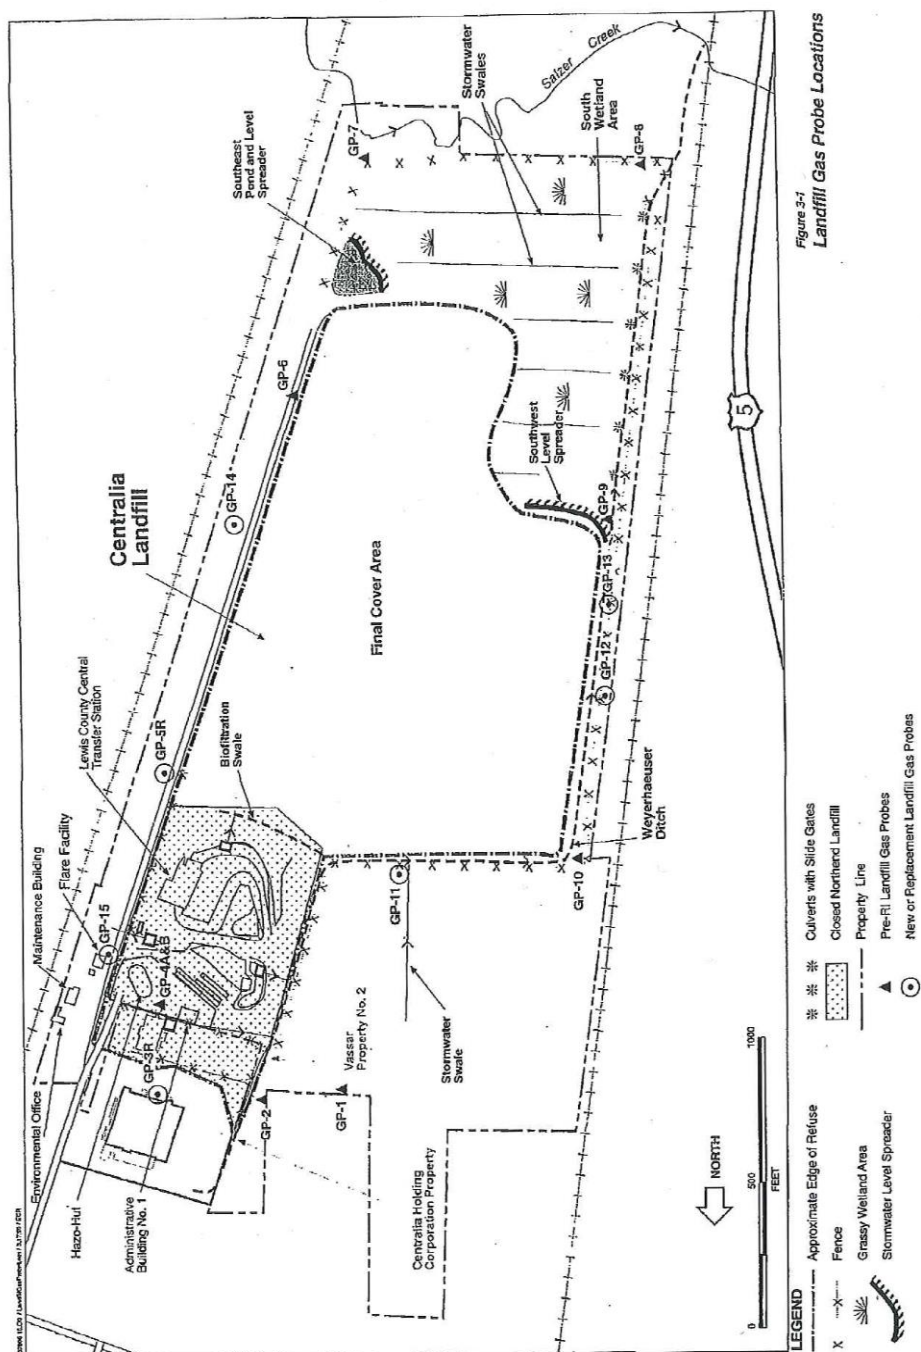 Figure 3-1
Landfill Gas Probe Locations
Centralia
Landfill
Final Cover Area
Environmental Office
Maintenance Building
Flare Facility
Lewis County Central
Transfer Station
Southeast
Pond and Level
Spreader
Stormwater
Swales
Salzer Creek
South
Wetland
Area
Southwest
Level
Spreader
Biofiltration
Swale
Hazo-Hut
Administrative
Building No. 1
Vassar
Property No. 2
Centralia Holding
Corporation Property
Stormwater
Swale
Weyerhaeuser
Ditch
GP-15
GP-4A&B
GP-3R
GP-5R
GP-14
GP-6
GP-7
GP-8
GP-9
GP-13
GP-12
GP-10
GP-11
GP-1
GP-2
5
NORTH
0 500 1000
FEET
LEGEND
Approximate Edge of Refuse
x Fence
Grassy Wetland Area
Stormwater Level Spreader
Culverts with Slide Gates
Closed Northend Landfill
Property Line
Pre-RI Landfill Gas Probes
New or Replacement Landfill Gas Probes